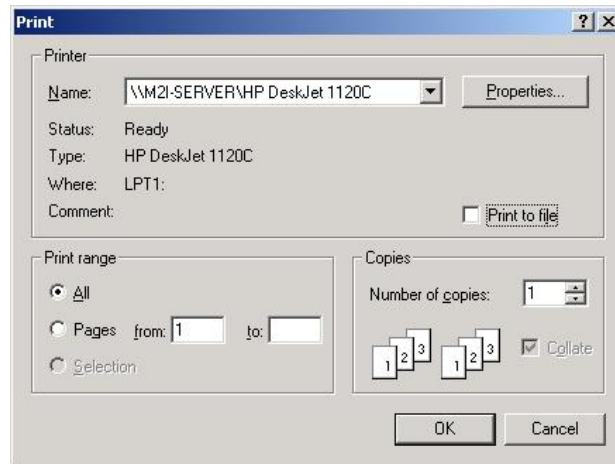 Print
Printer
Name: \\M2I-SERVER\HP DeskJet 1120C Properties...
Status: Ready
Type: HP DeskJet 1120C
Where: LPT1:
Comment: Print to file
Print range
All
Pages from: 1 to:
Selection
Copies
Number of copies: 1
1 2 3 1 2 3 Collate
OK Cancel